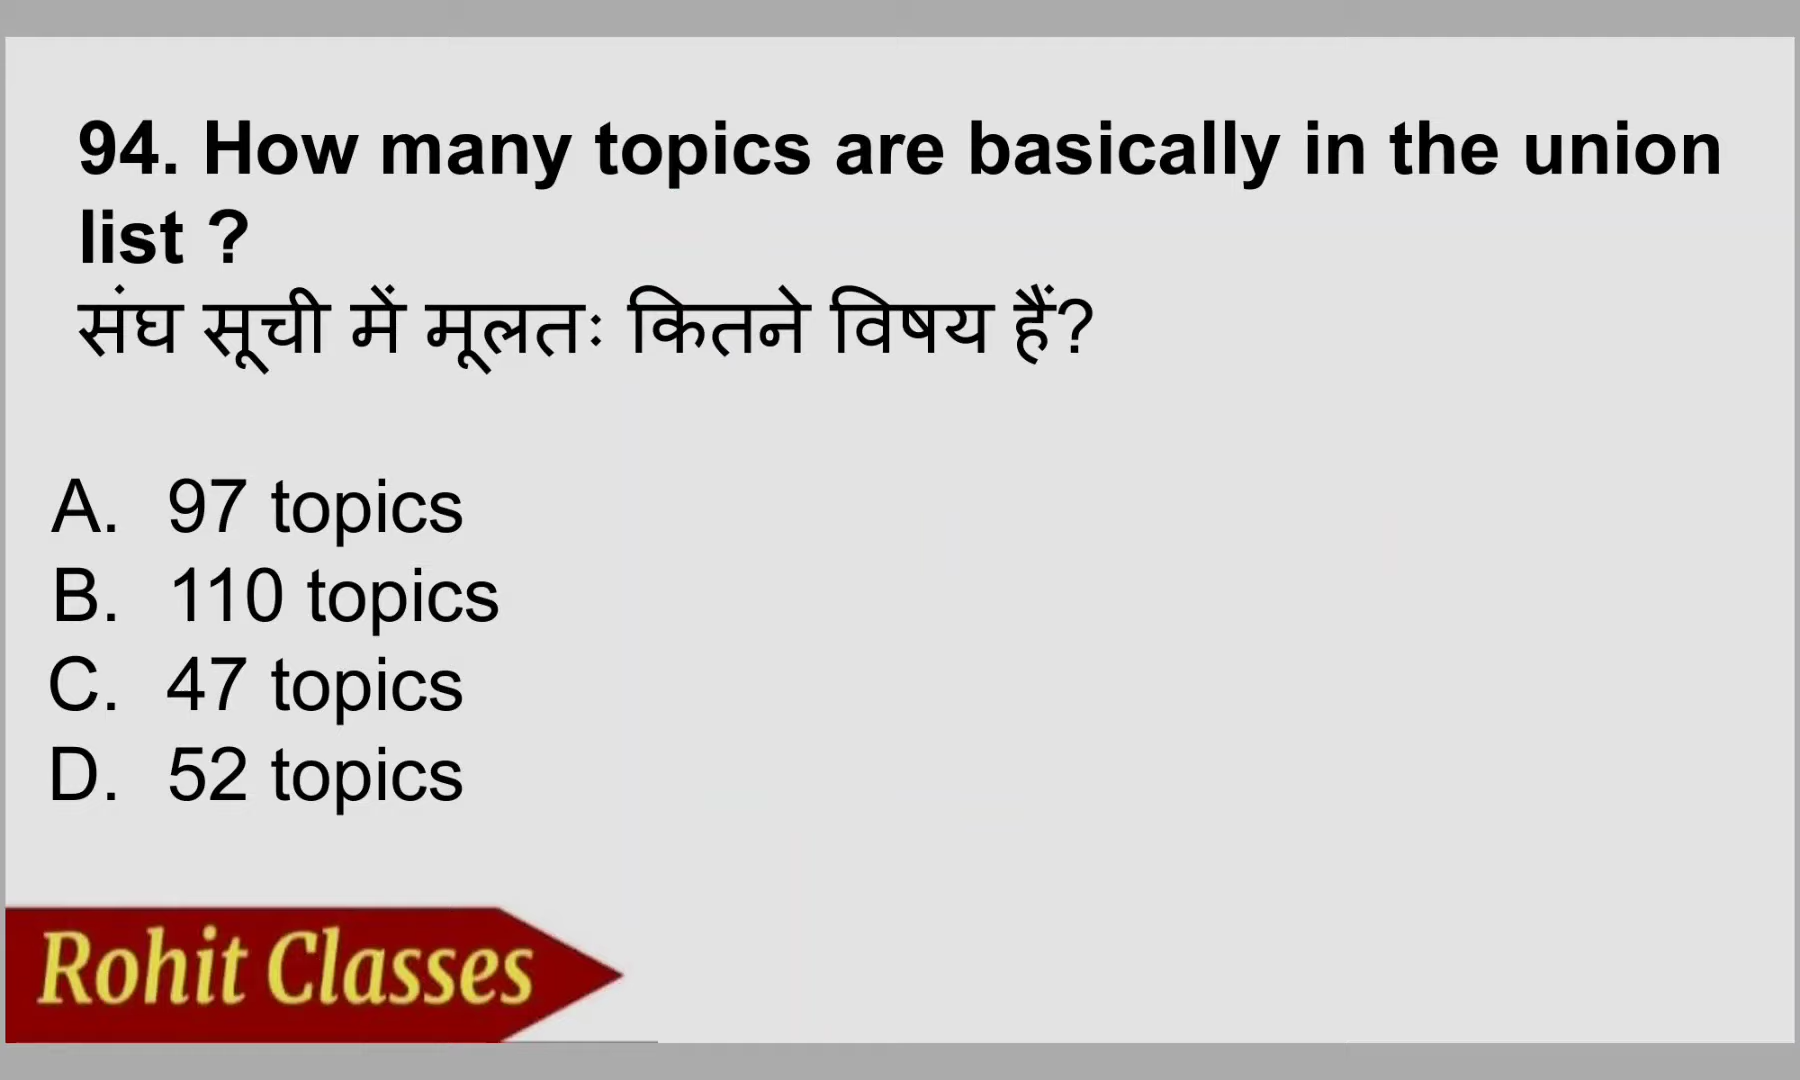 94. How many topics are basically in the union
list ?
संघ सूची में मूलतः कितने विषय हैं?
A. 97 topics
B. 110 topics
C. 47 topics
D. 52 topics
Rohit Classes